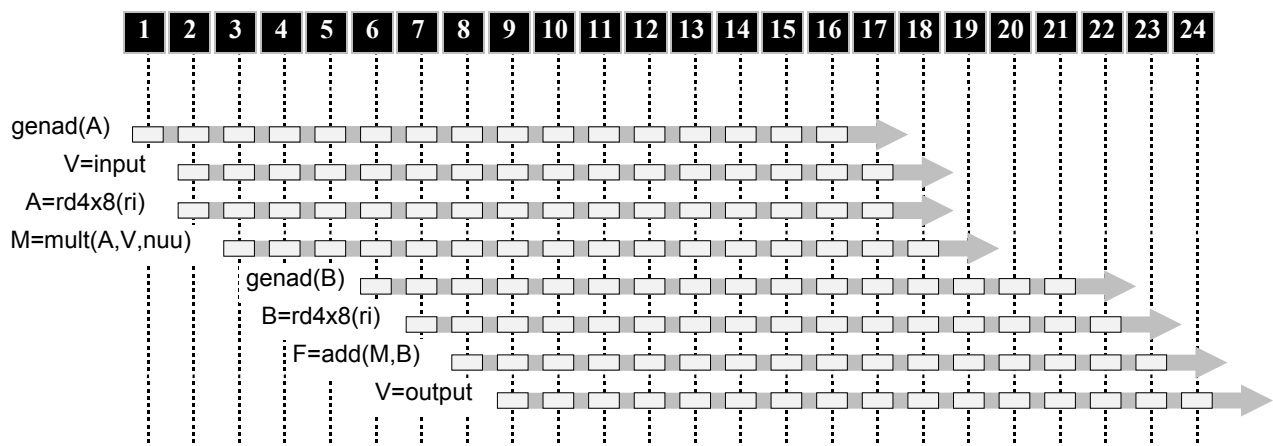 1 2 3 4 5 6 7 8 9 10 11 12 13 14 15 16 17 18 19 20 21 22 23 24
genad(A)
V=input
A=rd4x8(ri)
M=mult(A,V,nuu)
genad(B)
B=rd4x8(ri)
F=add(M,B)
V=output